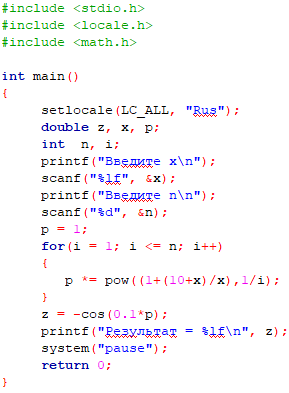 #include <stdio.h>
#include <locale.h>
#include <math.h>
int main()
{
setlocale(LC_ALL, "Rus");
double z, x, p;
int  n, i;
printf("Введите x\n");
scanf("%lf", &x);
printf("Введите n\n");
scanf("%d", &n);
p = 1;
for(i = 1; i <= n; i++)
{
p *= pow((1+(10+x)/x),1/i);
}
z = -cos(0.1*p);
printf("Результат = %lf\n", z);
system("pause");
return 0;
}